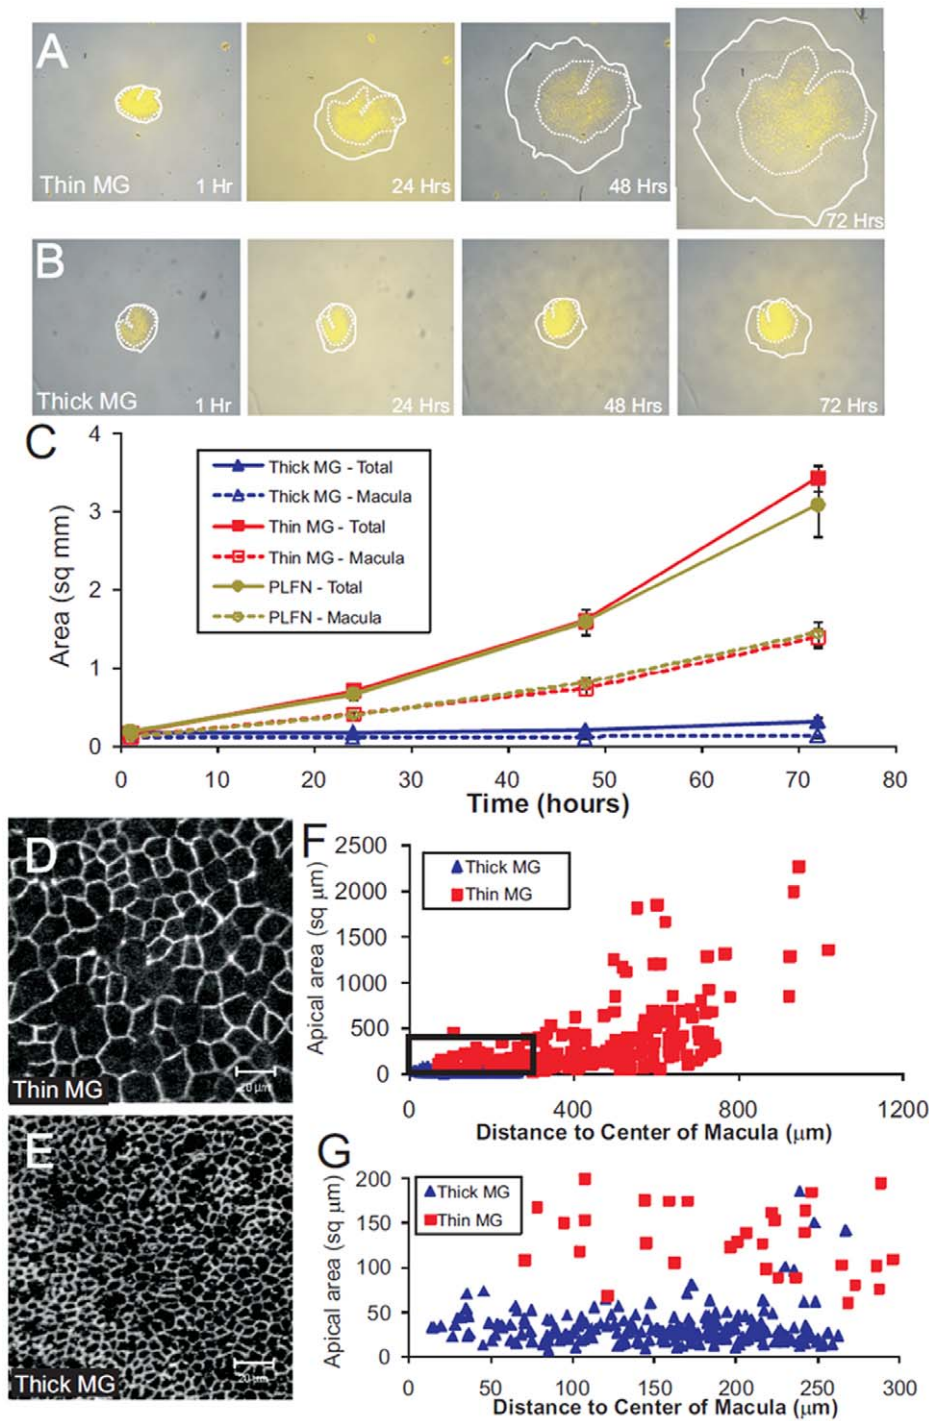 A
Thin MG
1 Hr
24 Hrs
48 Hrs
72 Hrs
B
Thick MG
1Hr
24 Hrs
48 Hrs
72 Hrs
C
Area (sq mm)
4
3
2
1
0
Thick MG - Total
Thick MG - Macula
Thin MG - Total
Thin MG - Macula
PLFN - Total
PLFN - Macula
0 10 20 30 40 50 60 70 80
Time (hours)
D
Thin MG
20 µm
E
Thick MG
20µm
F
Apical area (sq µm)
2500
2000
1500
1000
500
0
Thick MG
Thin MG
0 400 800 1200
Distance to Center of Macula (µm)
G
Apical area (sq µm)
200
150
100
50
0
Thick MG
Thin MG
0 50 100 150 200 250 300
Distance to Center of Macula (µm)